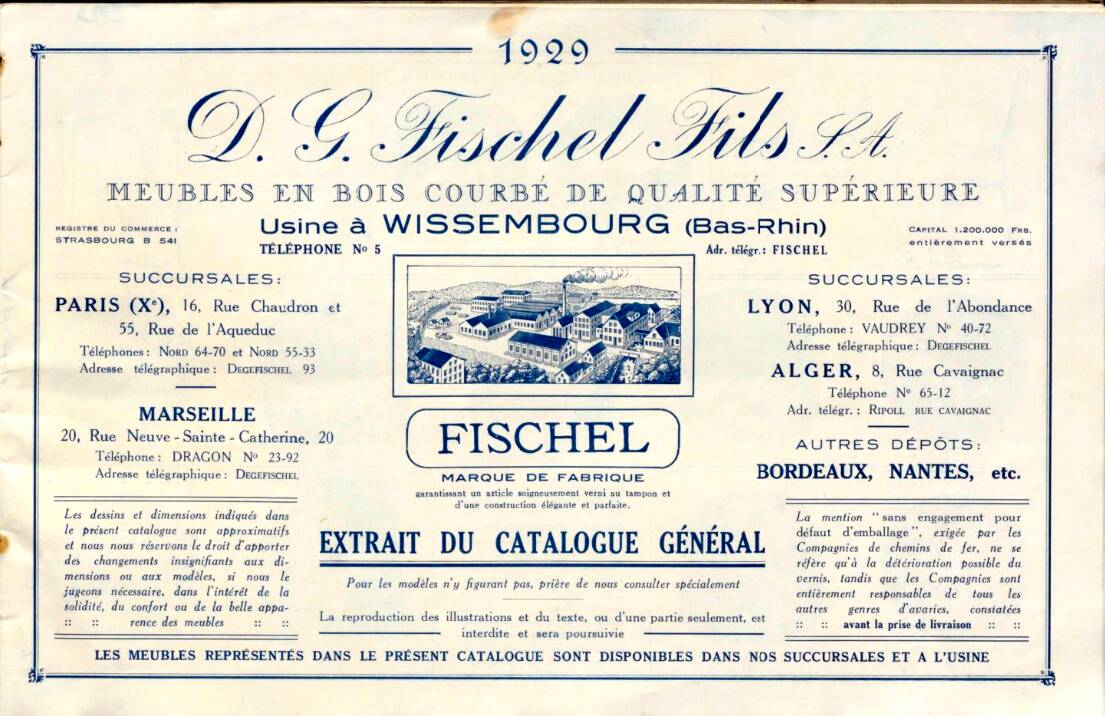 1929
D. G. Fischel Fils S.A.
MEUBLES EN BOIS COURBÉ DE QUALITÉ SUPÉRIEURE
REGISTRE DU COMMERCE :
STRASBOURG B 541
Usine à WISSEMBOURG (Bas-Rhin)
TÉLÉPHONE No 5
Adr. télégr.: FISCHEL
CAPITAL 1.200.000 FRS.
entièrement versés
SUCCURSALES:
PARIS (Xe), 16, Rue Chaudron et
55, Rue de l'Aqueduc
Téléphones: NORD 64-70 et NORD 55-33
Adresse télégraphique: DEGEFISCHEL 93
MARSEILLE
20, Rue Neuve-Sainte-Catherine, 20
Téléphone: DRAGON No 23-92
Adresse télégraphique: DEGEFISCHEL
Les dessins et dimensions indiqués dans
le présent catalogue sont approximatifs
et nous nous réservons le droit d'apporter
des changements insignifiants aux di-
mensions ou aux modèles, si nous le
jugeons nécessaire, dans l'intérêt de la
solidité, du confort ou de la belle appa-
:: :: rence des meubles :: ::
FISCHEL
MARQUE DE FABRIQUE
garantissant un article soigneusement verni au tampon et
d'une construction élégante et parfaite.
EXTRAIT DU CATALOGUE GÉNÉRAL
Pour les modèles n'y figurant pas, prière de nous consulter spécialement
La reproduction des illustrations et du texte, ou d'une partie seulement, est
interdite et sera poursuivie
SUCCURSALES:
LYON, 30, Rue de l'Abondance
Téléphone: VAUDREY No 40-72
Adresse télégraphique: DEGEFISCHEL
ALGER, 8, Rue Cavaignac
Téléphone No 65-12
Adr. télégr.: RIPOLL RUE CAVAIGNAC
AUTRES DÉPÔTS:
BORDEAUX, NANTES, etc.
La mention "sans engagement pour
défaut d'emballage", exigée par les
Compagnies de chemins de fer, ne se
réfère qu'à la détérioration possible du
vernis, tandis que les Compagnies sont
entièrement responsables de tous les
autres genres d'avaries, constatées
:: :: avant la prise de livraison :: ::
LES MEUBLES REPRÉSENTÉS DANS LE PRÉSENT CATALOGUE SONT DISPONIBLES DANS NOS SUCCURSALES ET A L'USINE